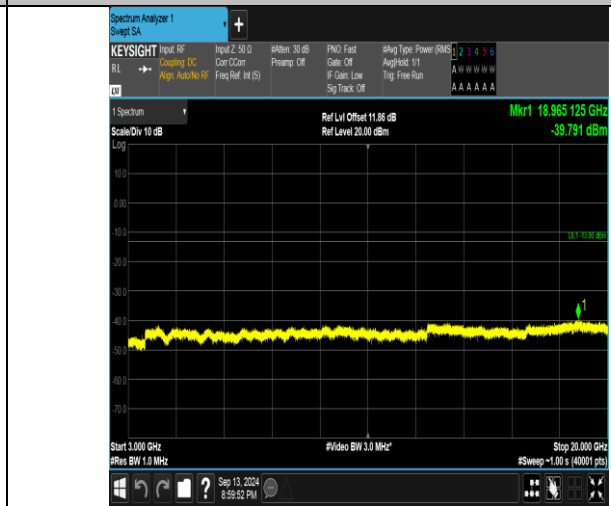 Spectrum Analyzer 1
Swept SA
+
KEYSIGHT
RL
Input: RF
Coupling: DC
Align: Auto/No RF
Input Z: 50 Ω
Corr CCorr
Freq Ref: Int (S)
#Atten: 30 dB
Preamp: Off
PNO: Fast
Gate: Off
IF Gain: Low
Sig Track: Off
#Avg Type: Power (RMS
Avg|Hold: 1/1
Trig: Free Run
1 2 3 4 5 6
A W W W W W
A A A A A A
1 Spectrum
Scale/Div 10 dB
Ref Lvl Offset 11.86 dB
Ref Level 20.00 dBm
Mkr1 18.965 125 GHz
-39.791 dBm
Log
10.0
0.00
-10.0
DL1 -13.00 dBm
-20.0
-30.0
1
-40.0
-50.0
-60.0
-70.0
Start 3.000 GHz
#Res BW 1.0 MHz
#Video BW 3.0 MHz*
Stop 20.000 GHz
#Sweep ~1.00 s (40001 pts)
?
Sep 13, 2024
8:59:52 PM